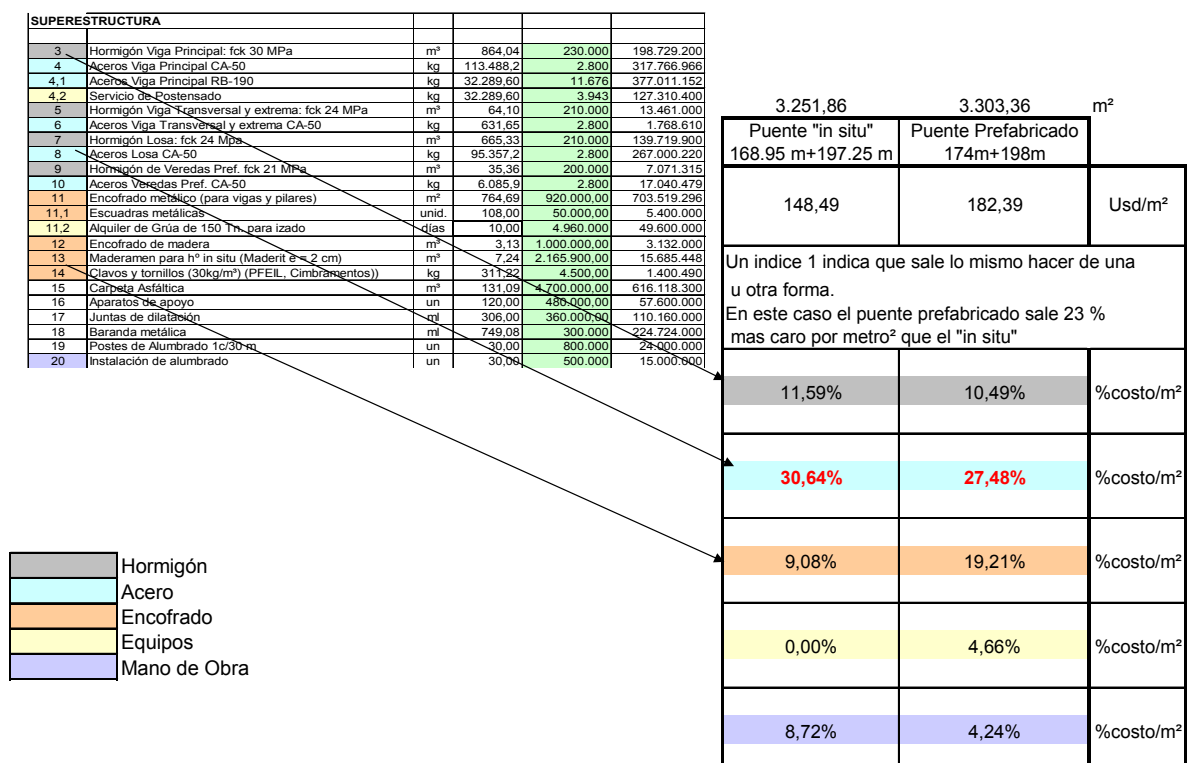 SUPERESTRUCTURA
3 Hormigón Viga Principal: fck 30 MPa m³ 864,04 230.000 198.729.200
4 Aceros Viga Principal CA-50 kg 113.488,2 2.800 317.766.966
4,1 Aceros Viga Principal RB-190 kg 32.289,60 11.676 377.011.152
4,2 Servicio de Postensado kg 32.289,60 3.943 127.310.400
5 Hormigón Viga Transversal y extrema: fck 24 MPa m³ 64,10 210.000 13.461.000
6 Aceros Viga Transversal y extrema CA-50 kg 631,65 2.800 1.768.610
7 Hormigón Losa: fck 24 Mpa m³ 665,33 210.000 139.719.900
8 Aceros Losa CA-50 kg 95.357,2 2.800 267.000.220
9 Hormigon de Veredas Pref. fck 21 MPa m³ 35,36 200.000 7.071.315
10 Aceros Veredas Pref. CA-50 kg 6.085,9 2.800 17.040.479
11 Encofrado metálico (para vigas y pilares) m² 764,69 920.000,00 703.519.296
11,1 Escuadras metálicas unid. 108,00 50.000,00 5.400.000
11,2 Alquiler de Grúa de 150 Tn. para izado días 10,00 4.960.000 49.600.000
12 Encofrado de madera m³ 3,13 1.000.000,00 3.132.000
13 Maderamen para hº in situ (Maderit e = 2 cm) m³ 7,24 2.165.900,00 15.685.448
14 Clavos y tornillos (30kg/m³) (PFEIL, Cimbramentos)) kg 311,22 4.500,00 1.400.490
15 Carpeta Asfáltica m³ 131,09 4.700.000,00 616.118.300
16 Aparatos de apoyo un 120,00 480.000,00 57.600.000
17 Juntas de dilatación ml 306,00 360.000,00 110.160.000
18 Baranda metálica ml 749,08 300.000 224.724.000
19 Postes de Alumbrado 1c/30 m un 30,00 800.000 24.000.000
20 Instalación de alumbrado un 30,00 500.000 15.000.000
3.251,86 3.303,36 m²
Puente "in situ" Puente Prefabricado
168.95 m+197.25 m 174m+198m
148,49 182,39 Usd/m²
Un indice 1 indica que sale lo mismo hacer de una
u otra forma.
En este caso el puente prefabricado sale 23 %
mas caro por metro² que el "in situ"
11,59% 10,49% %costo/m²
30,64% 27,48% %costo/m²
9,08% 19,21% %costo/m²
0,00% 4,66% %costo/m²
8,72% 4,24% %costo/m²
Hormigón
Acero
Encofrado
Equipos
Mano de Obra